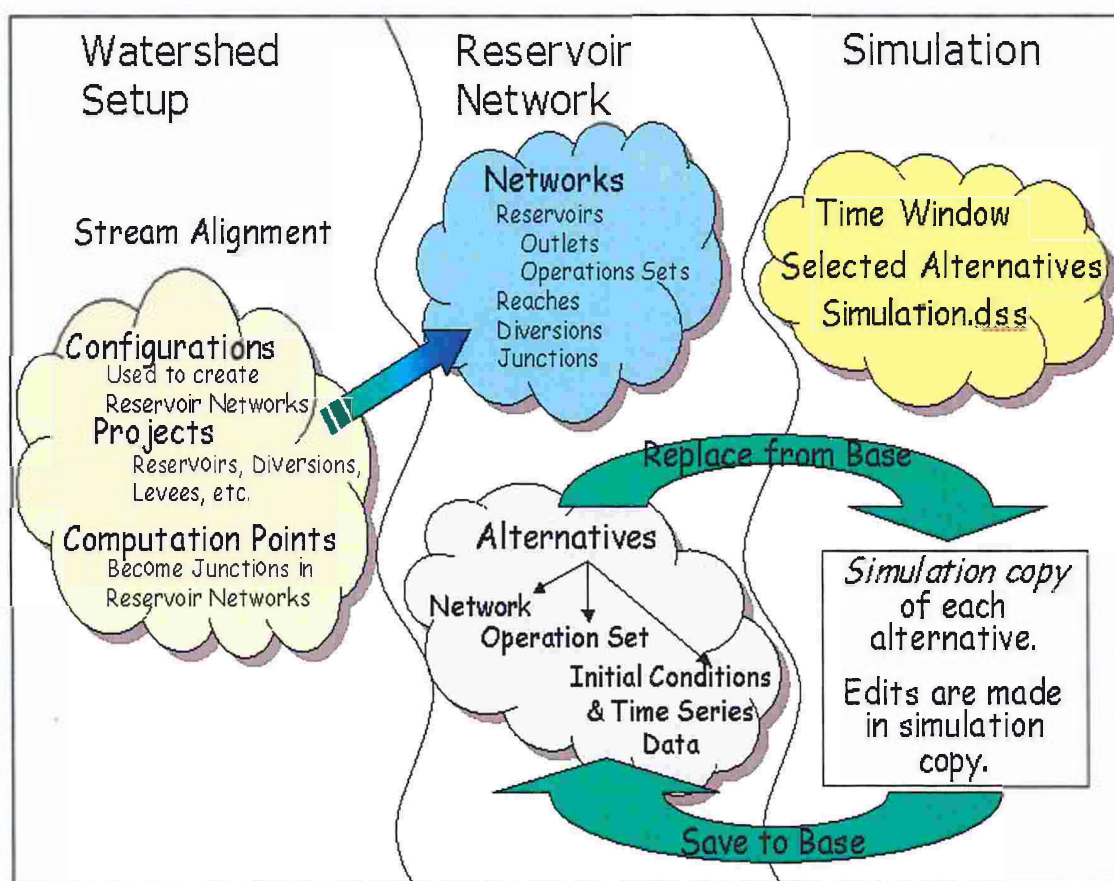 Watershed
Setup
Stream Alignment
Configurations
Used to create
Reservoir Networks
Projects
Reservoirs, Diversions,
Levees, etc.
Computation Points
Become Junctions in
Reservoir Networks
Reservoir
Network
Networks
Reservoirs
Outlets
Operations Sets
Reaches
Diversions
Junctions
Alternatives
Network
Operation Set
Initial Conditions
& Time Series
Data
Simulation
Time Window
Selected Alternatives
Simulation.dss
Replace from Base
Simulation copy
of each
alternative.
Edits are made
in simulation
copy.
Save to Base